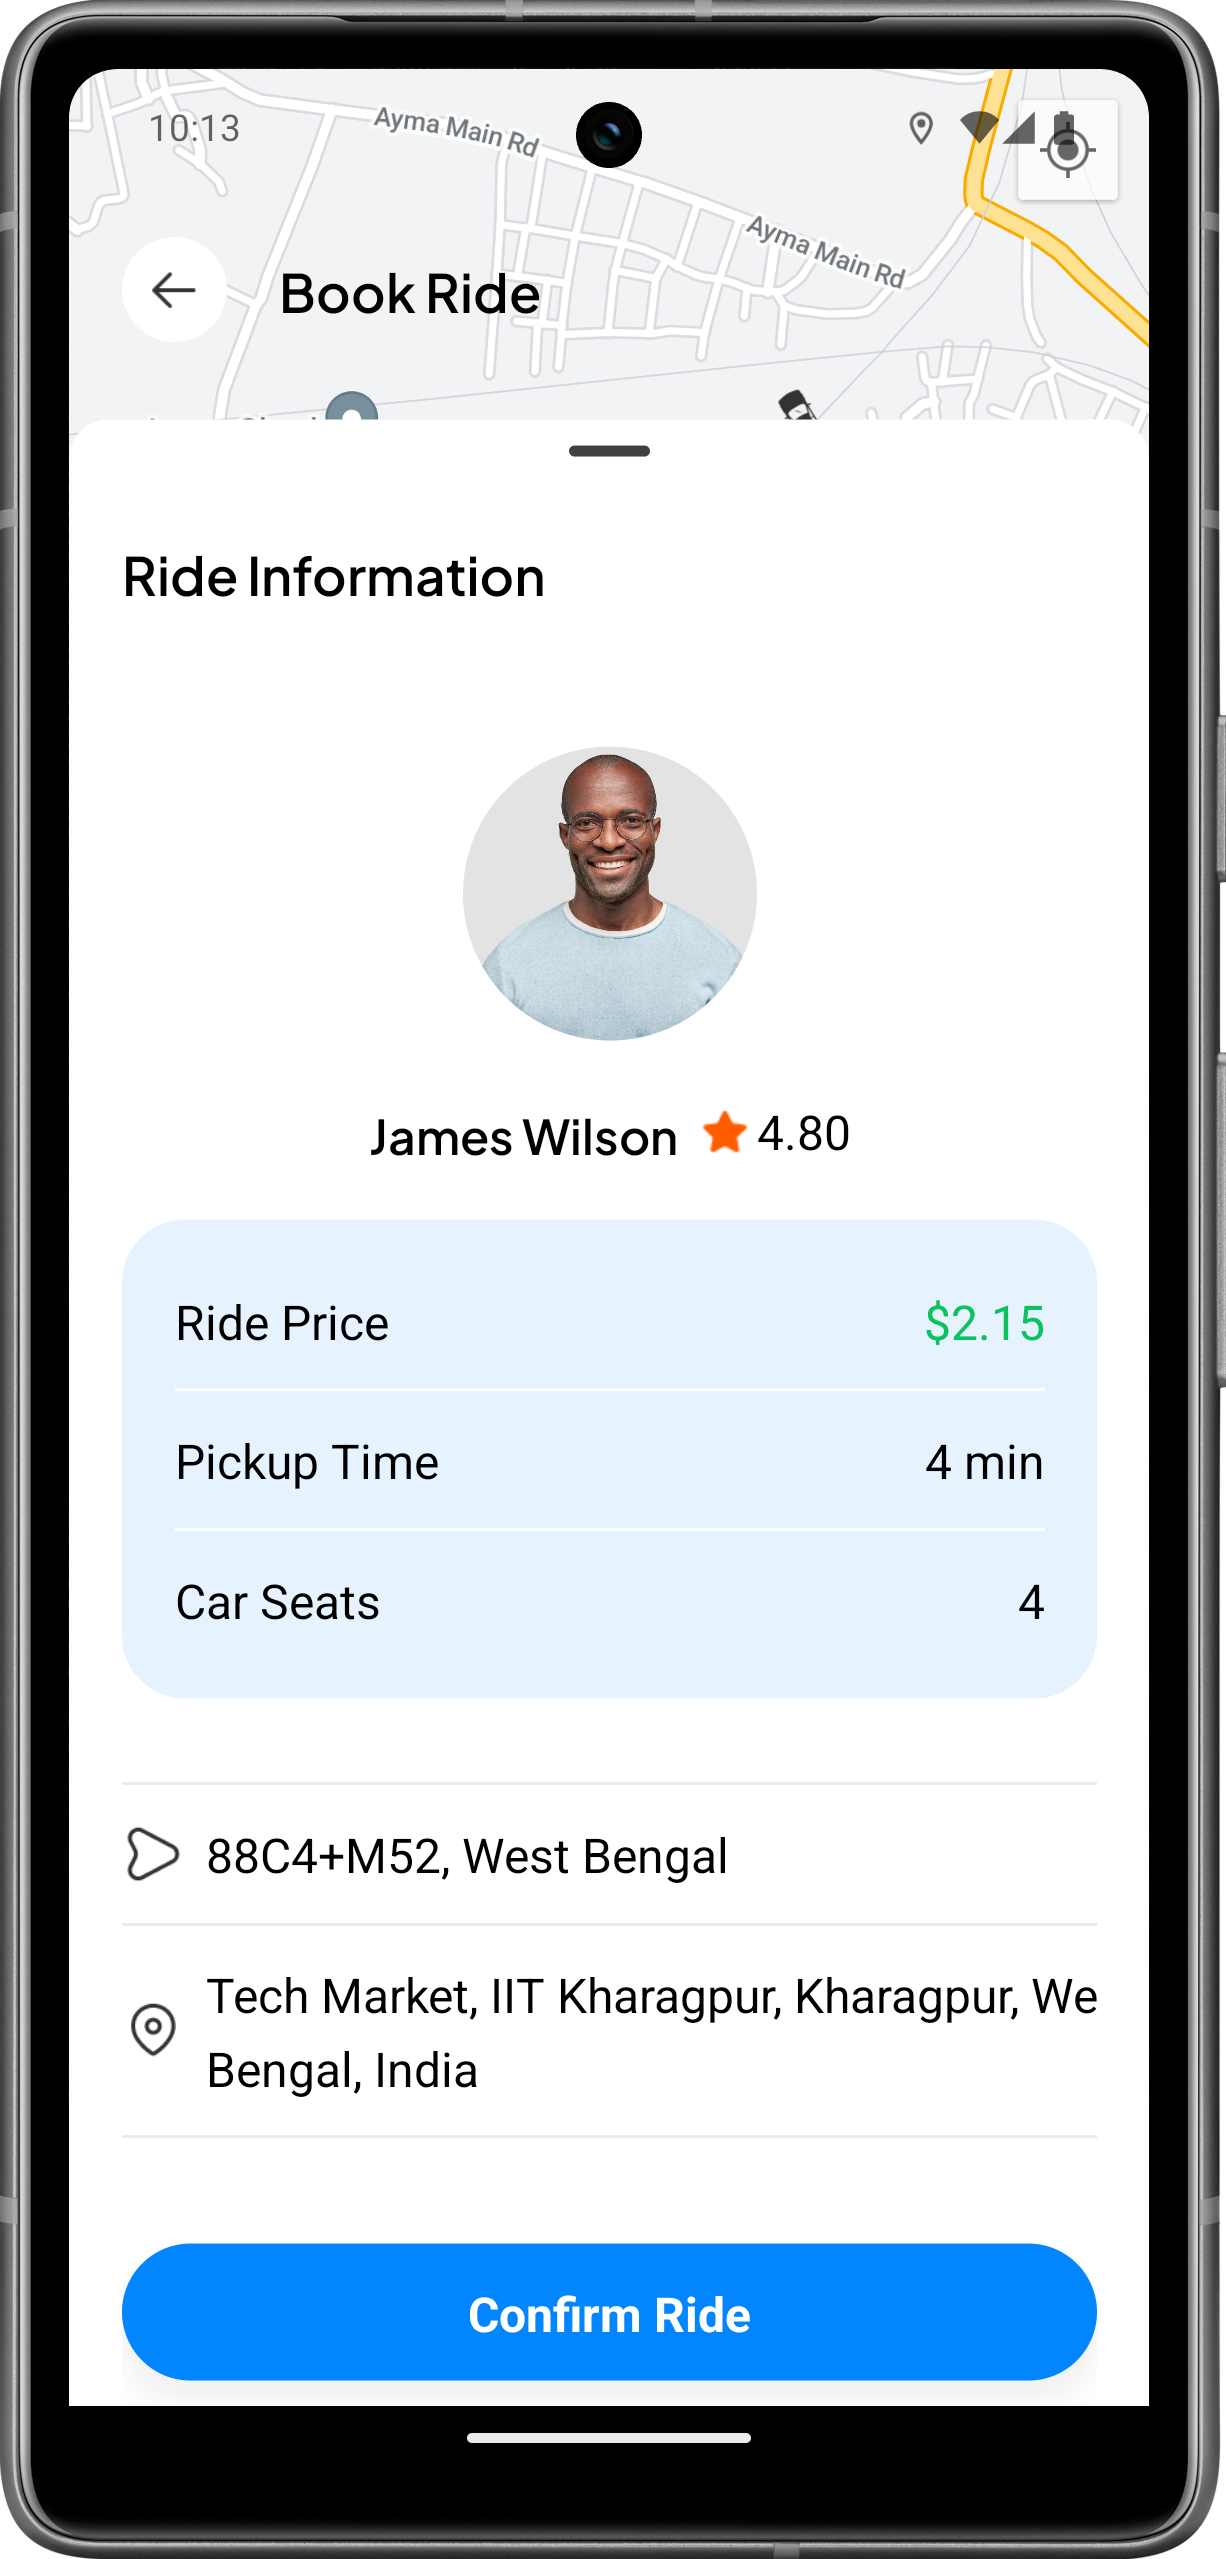 10:13
Ayma Main Rd
Ayma Main Rd
Book Ride
Ride Information
James Wilson 4.80
Ride Price $2.15
Pickup Time 4 min
Car Seats 4
88C4+M52, West Bengal
Tech Market, IIT Kharagpur, Kharagpur, We
Bengal, India
Confirm Ride